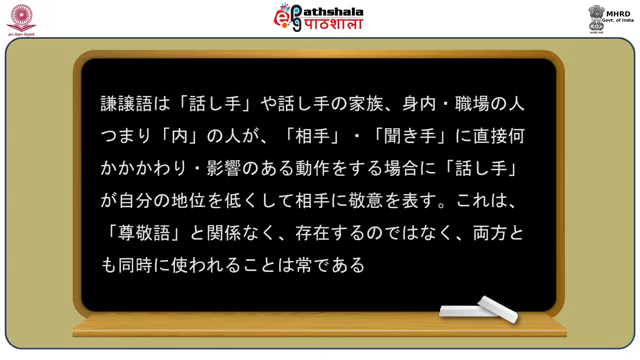 ePathshala
पाठशाला
MHRD
Govt. of India
謙譲語は「話し手」や話し手の家族、身内・職場の人
つまり「内」の人が、「相手」・「聞き手」に直接何
かかかわり・影響のある動作をする場合に「話し手」
が自分の地位を低くして相手に敬意を表す。これは、
「尊敬語」と関係なく、存在するのではなく、両方と
も同時に使われることは常である